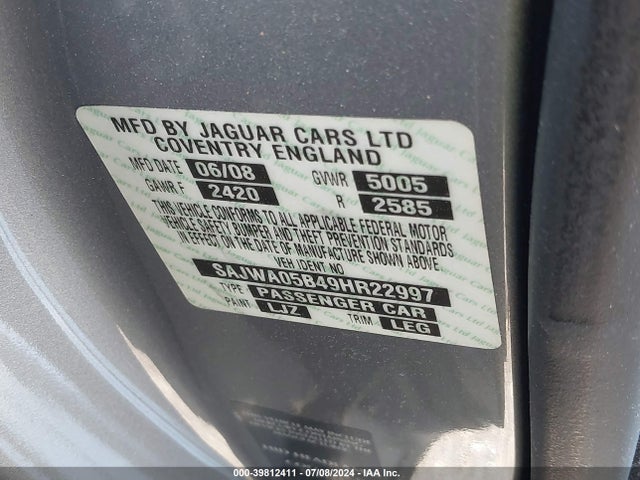 MFD BY JAGUAR CARS LTD
COVENTRY ENGLAND
MFD DATE 06/08 GVWR 5005
GAWR F 2420 R 2585
THIS VEHICLE CONFORMS TO ALL APPLICABLE FEDERAL MOTOR
VEHICLE SAFETY BUMPER AND THEFT PREVENTION STANDARDS
IN EFFECT ON THE DATE OF MANUFACTURE SHOWN ABOVE
VEH IDENT NO
SAJWA05B49HR22997
TYPE PASSENGER CAR
PAINT LJZ TRIM LEG
000-39812411 - 07/08/2024 - IAA Inc.